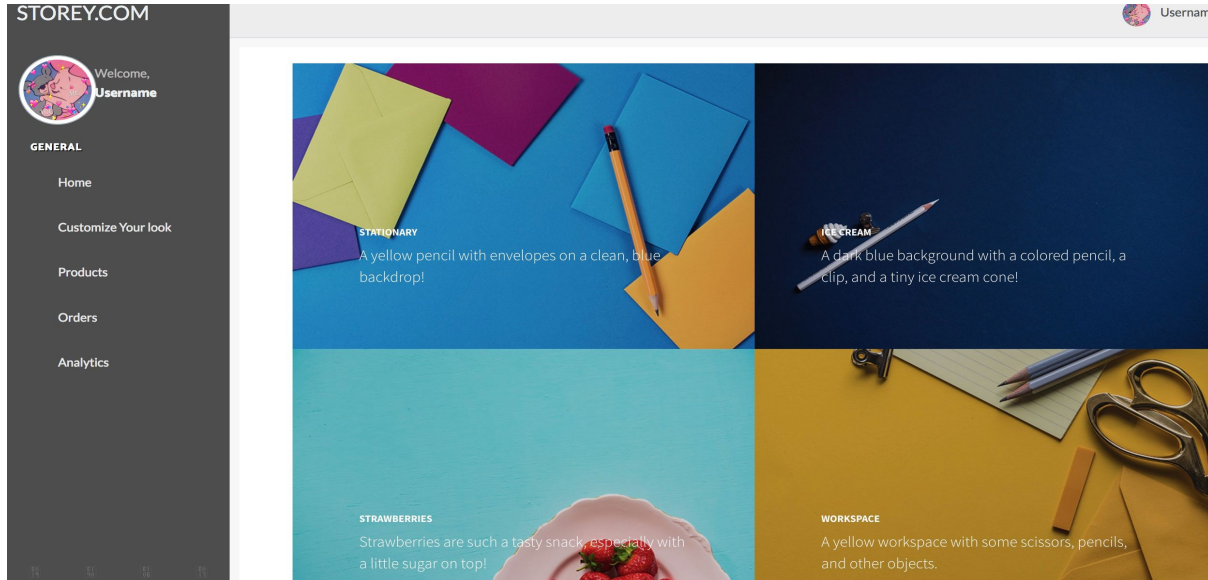 STOREY.COM
Welcome,
Username
GENERAL
Home
Customize Your look
Products
Orders
Analytics
STATIONARY
A yellow pencil with envelopes on a clean, blue
backdrop!
ICE CREAM
A dark blue background with a colored pencil, a
clip, and a tiny ice cream cone!
STRAWBERRIES
Strawberries are such a tasty snack, especially with
a little sugar on top!
WORKSPACE
A yellow workspace with some scissors, pencils,
and other objects.